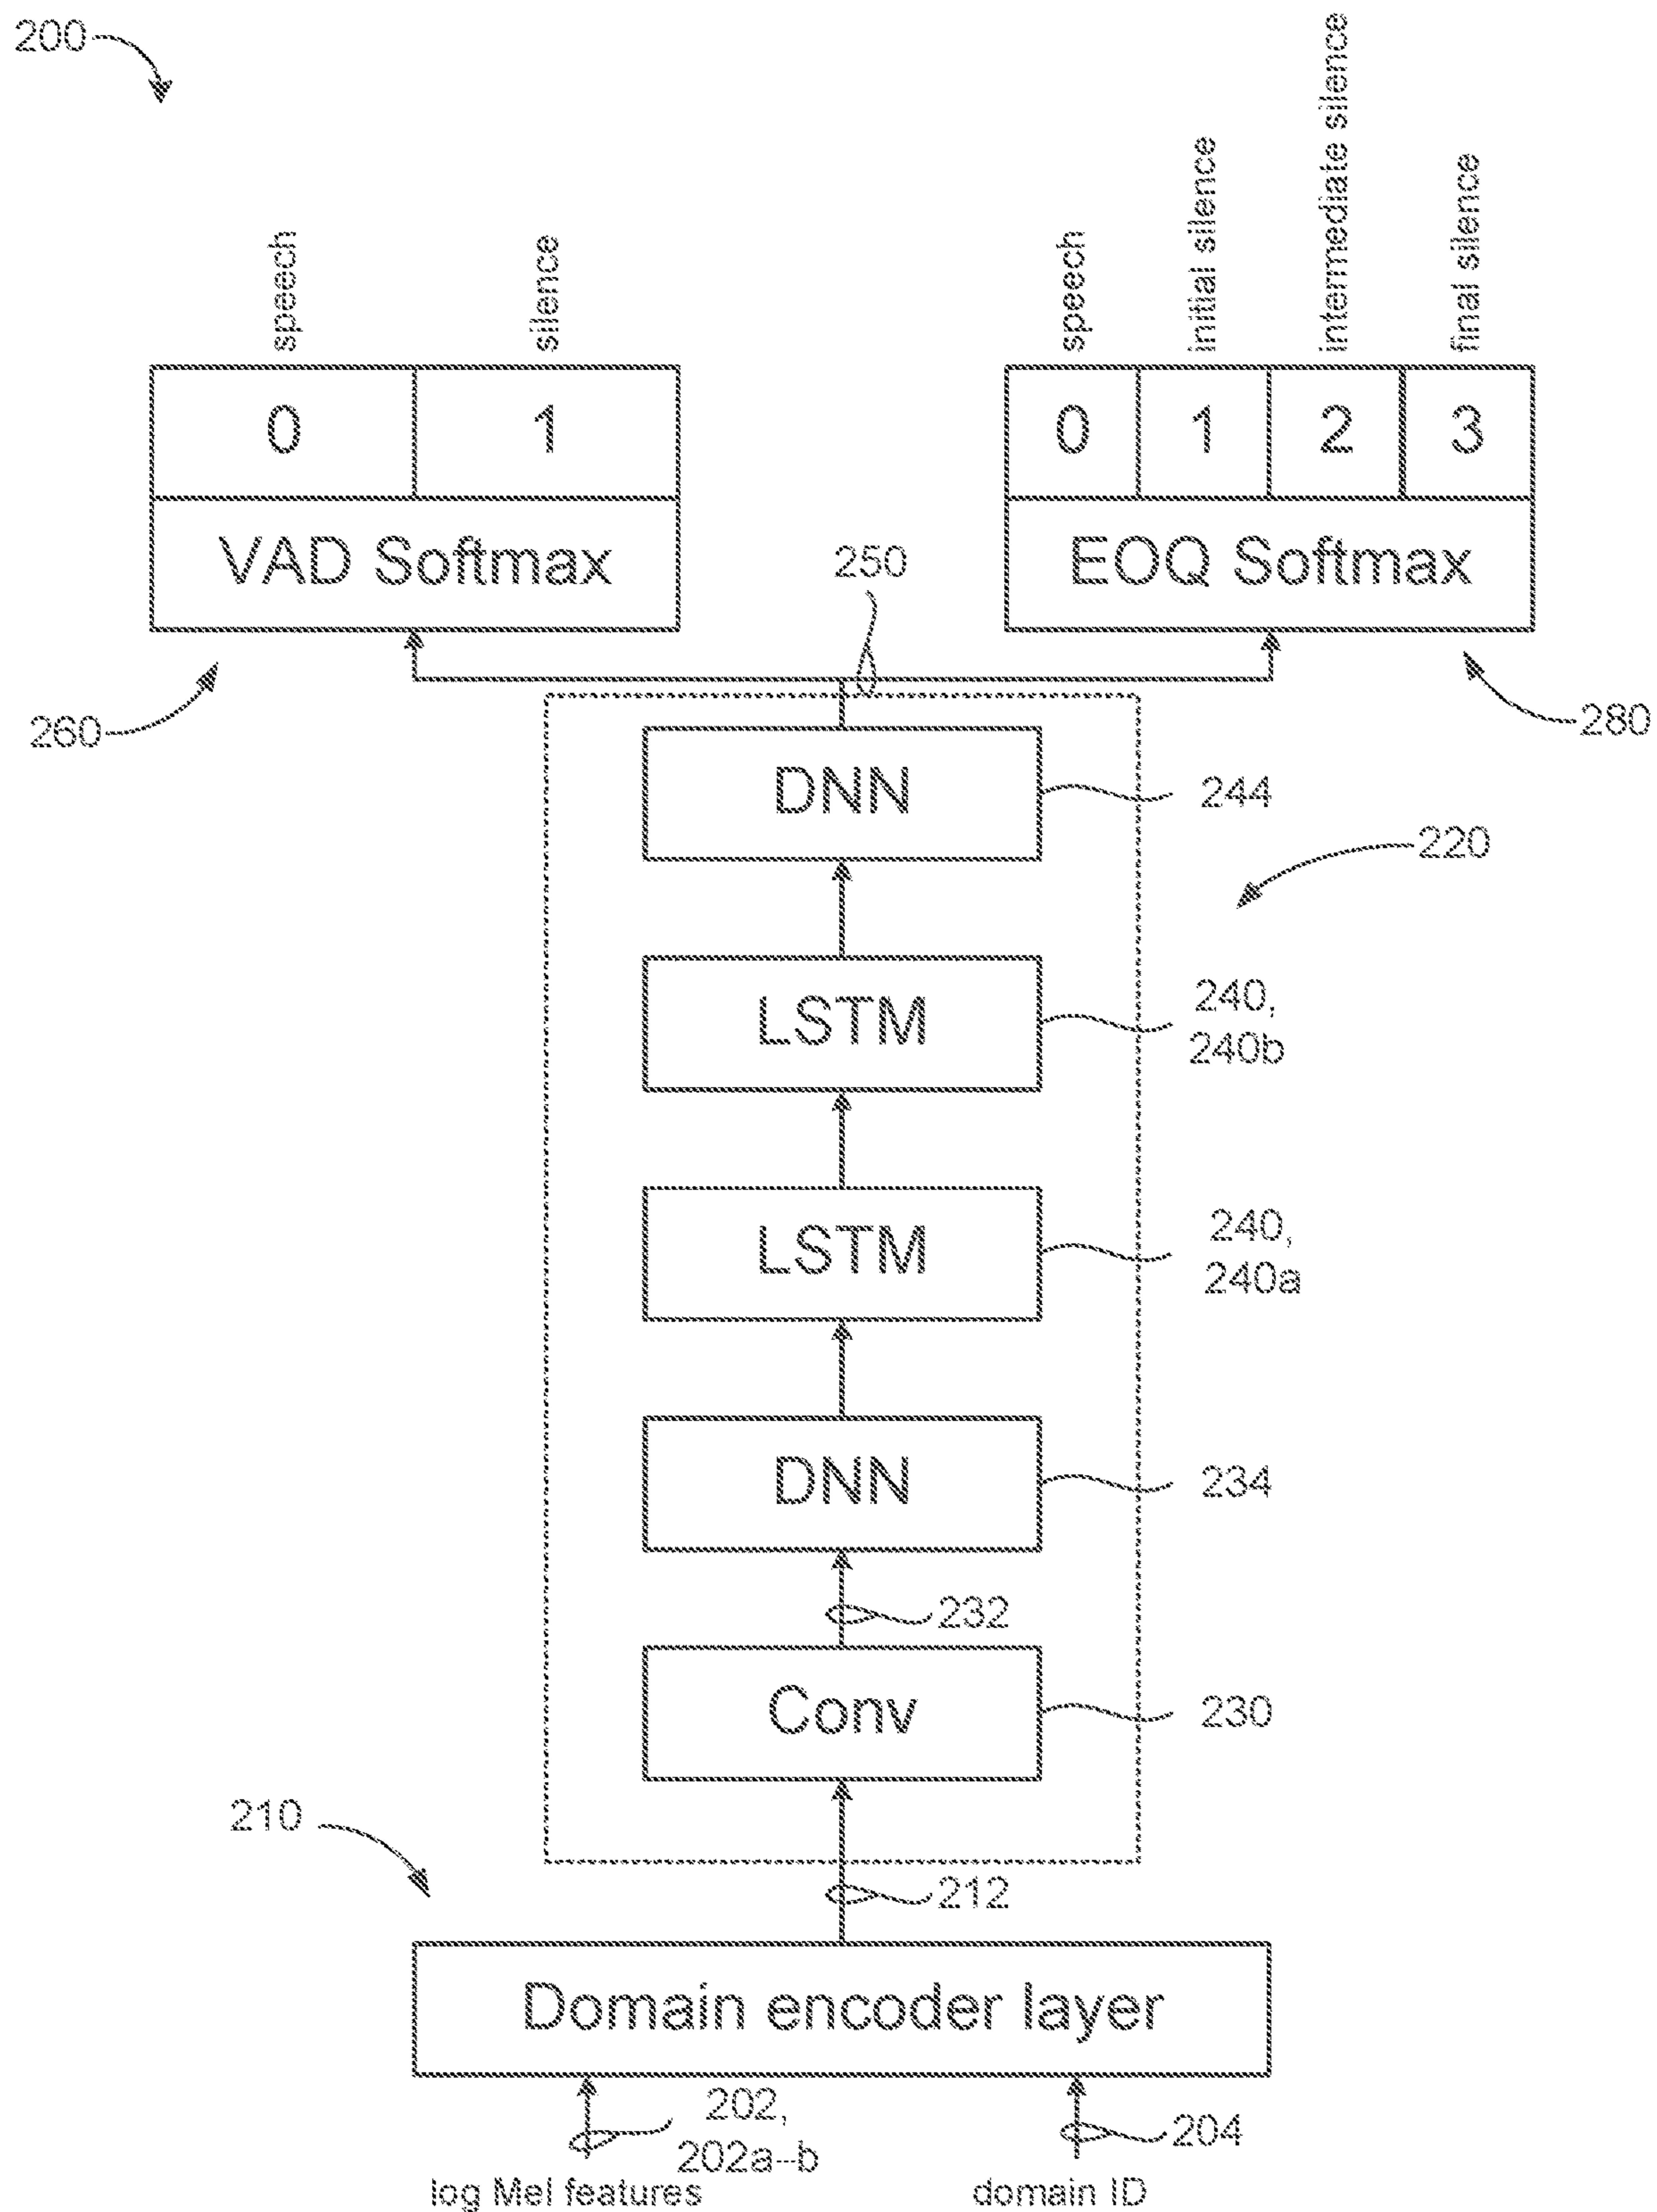 200
speech
silence
speech
initial silence
intermediate silence
final silence
0
1
0
1
2
3
VAD Softmax
EOQ Softmax
250
260
280
DNN
244
220
LSTM
240,
240b
LSTM
240,
240a
DNN
234
232
Conv
230
210
212
Domain encoder layer
202,
202a--b
204
log Mel features
domain ID